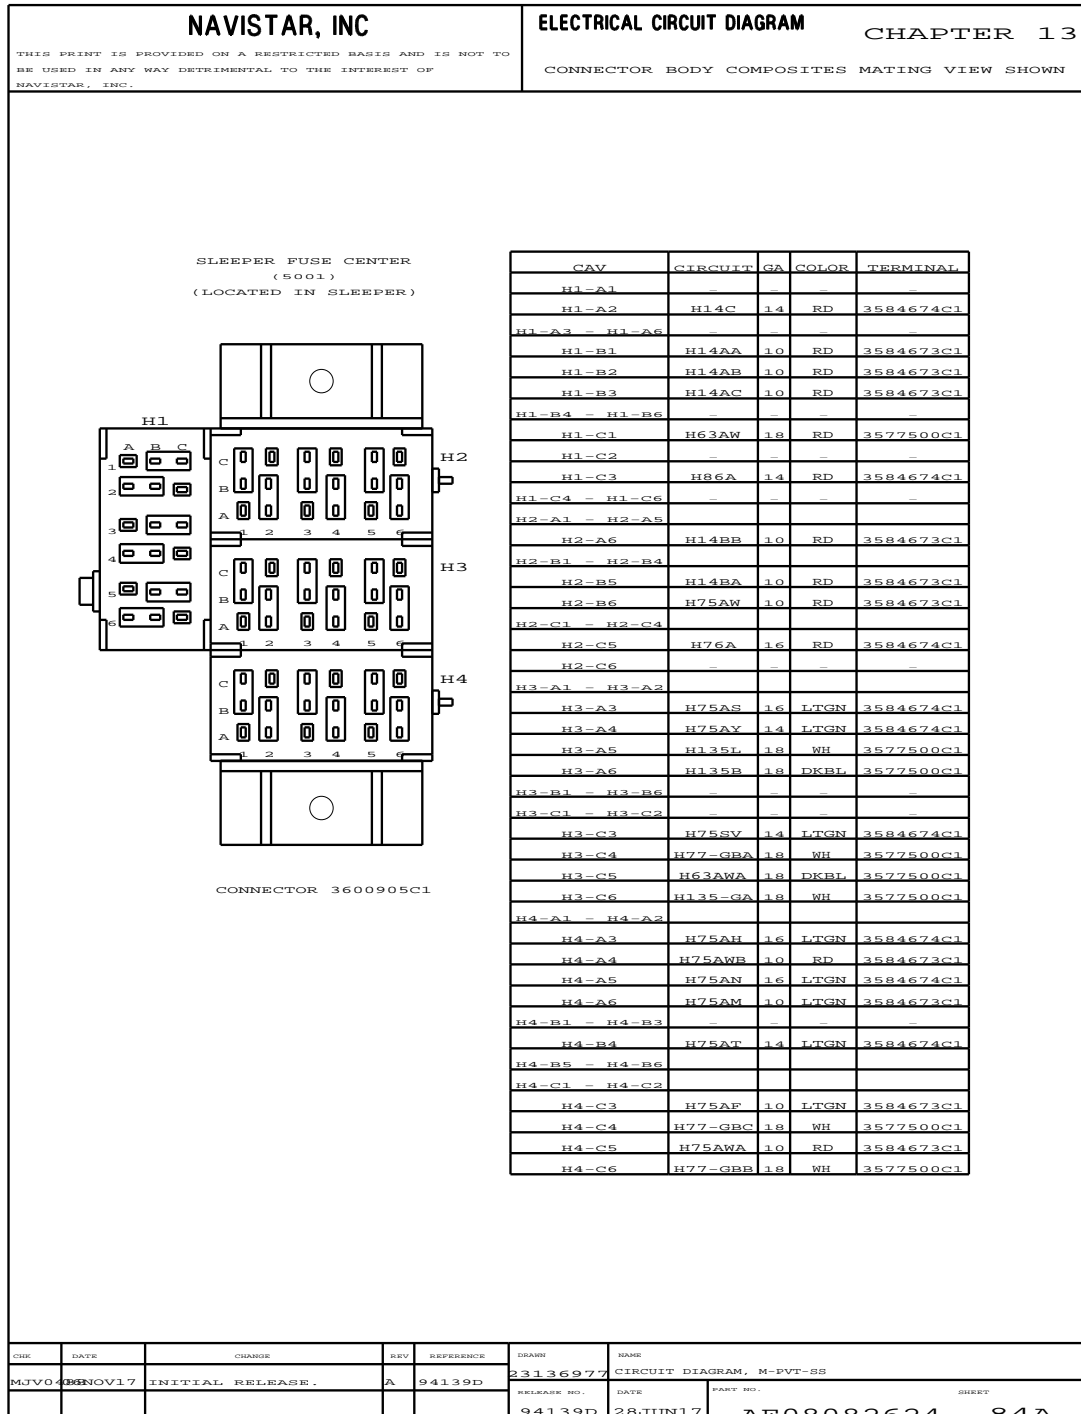 NAVISTAR, INC
THIS PRINT IS PROVIDED ON A RESTRICTED BASIS AND IS NOT TO
BE USED IN ANY WAY DETRIMENTAL TO THE INTEREST OF
NAVISTAR, INC.
ELECTRICAL CIRCUIT DIAGRAM
CHAPTER 13
CONNECTOR BODY COMPOSITES MATING VIEW SHOWN
SLEEPER FUSE CENTER
(5001)
(LOCATED IN SLEEPER)
H1
A B C
1
2
3
4
5
6
H2
C
B
A
1 2 3 4 5 6
H3
C
B
A
1 2 3 4 5 6
H4
C
B
A
1 2 3 4 5 6
CONNECTOR 3600905C1
CAV CIRCUIT GA COLOR TERMINAL
H1-A1 - - - -
H1-A2 H14C 14 RD 3584674C1
H1-A3 - H1-A6 - - - -
H1-B1 H14AA 10 RD 3584673C1
H1-B2 H14AB 10 RD 3584673C1
H1-B3 H14AC 10 RD 3584673C1
H1-B4 - H1-B6 - - - -
H1-C1 H63AW 18 RD 3577500C1
H1-C2 - - - -
H1-C3 H86A 14 RD 3584674C1
H1-C4 - H1-C6 - - - -
H2-A1 - H2-A5
H2-A6 H14BB 10 RD 3584673C1
H2-B1 - H2-B4
H2-B5 H14BA 10 RD 3584673C1
H2-B6 H75AW 10 RD 3584673C1
H2-C1 - H2-C4
H2-C5 H76A 16 RD 3584674C1
H2-C6 - - - -
H3-A1 - H3-A2
H3-A3 H75AS 16 LTGN 3584674C1
H3-A4 H75AY 14 LTGN 3584674C1
H3-A5 H135L 18 WH 3577500C1
H3-A6 H135B 18 DKBL 3577500C1
H3-B1 - H3-B6 - - - -
H3-C1 - H3-C2 - - - -
H3-C3 H75SV 14 LTGN 3584674C1
H3-C4 H77-GBA 18 WH 3577500C1
H3-C5 H63AWA 18 DKBL 3577500C1
H3-C6 H135-GA 18 WH 3577500C1
H4-A1 - H4-A2
H4-A3 H75AH 16 LTGN 3584674C1
H4-A4 H75AWB 10 RD 3584673C1
H4-A5 H75AN 16 LTGN 3584674C1
H4-A6 H75AM 10 LTGN 3584673C1
H4-B1 - H4-B3 - - - -
H4-B4 H75AT 14 LTGN 3584674C1
H4-B5 - H4-B6
H4-C1 - H4-C2
H4-C3 H75AF 10 LTGN 3584673C1
H4-C4 H77-GBC 18 WH 3577500C1
H4-C5 H75AWA 10 RD 3584673C1
H4-C6 H77-GBB 18 WH 3577500C1
CHK DATE CHANGE REV REFERENCE
INITIAL RELEASE. A 94139D
DRAWN
23136977
NAME
CIRCUIT DIAGRAM, M-PVT-SS
RELEASE NO.
94139D
DATE
28JUN17
PART NO.
AE08082624
SHEET
84A